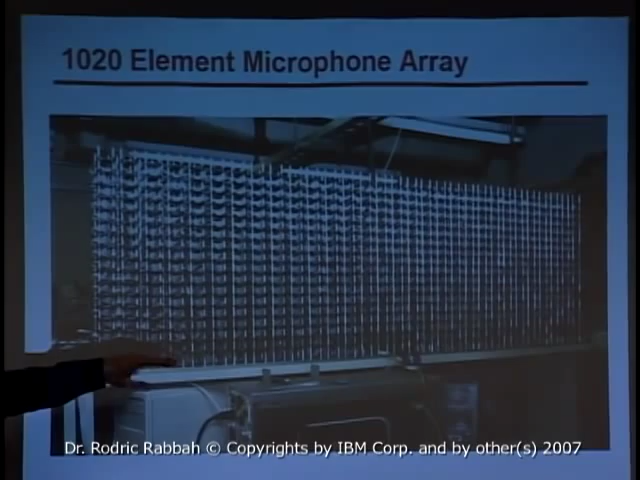 1020 Element Microphone Array
Dr. Rodric Rabbah © Copyrights by IBM Corp. and by other(s) 2007